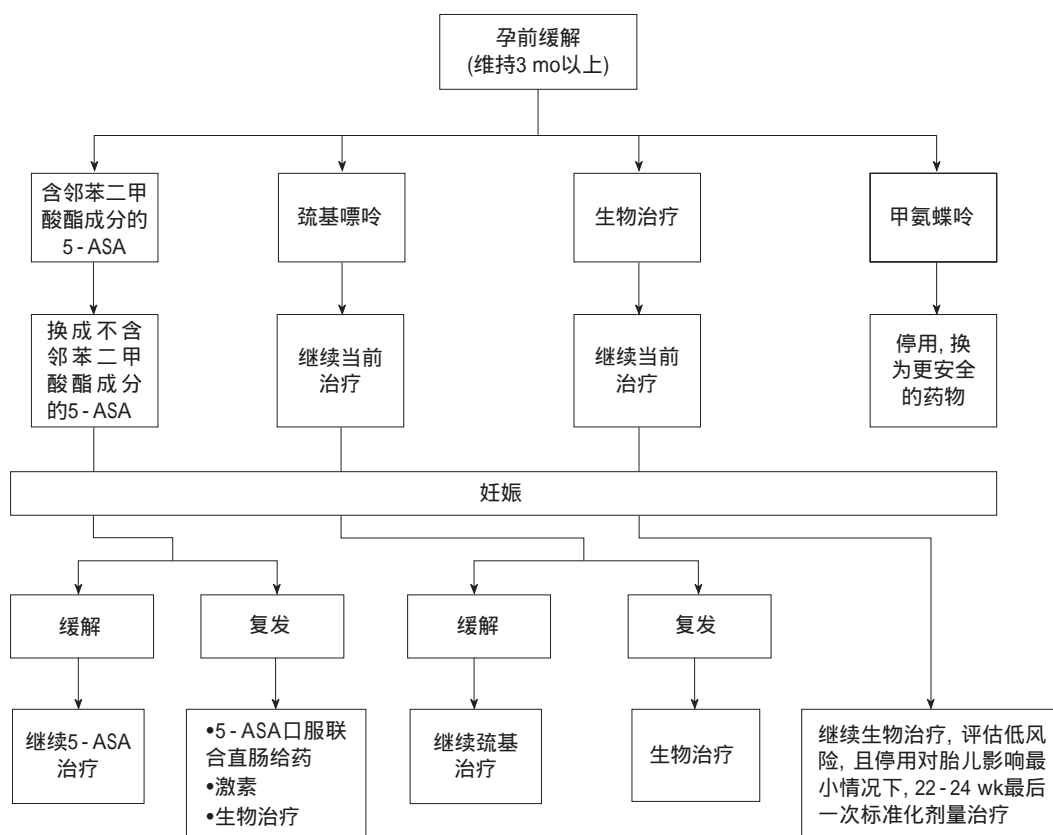 孕前缓解
(维持3 mo以上)
含邻苯二甲
酸酯成分的
5-ASA
巯基嘌呤
生物治疗
甲氨蝶呤
换成不含
邻苯二甲
酸酯成分
的5-ASA
继续当前
治疗
继续当前
治疗
停用, 换
为更安全
的药物
妊娠
缓解
复发
缓解
复发
继续5-ASA
治疗
•5-ASA口服联
合直肠给药
•激素
•生物治疗
继续巯基
治疗
生物治疗
继续生物治疗, 评估低风
险, 且停用对胎儿影响最
小情况下, 22-24 wk最后
一次标准化剂量治疗